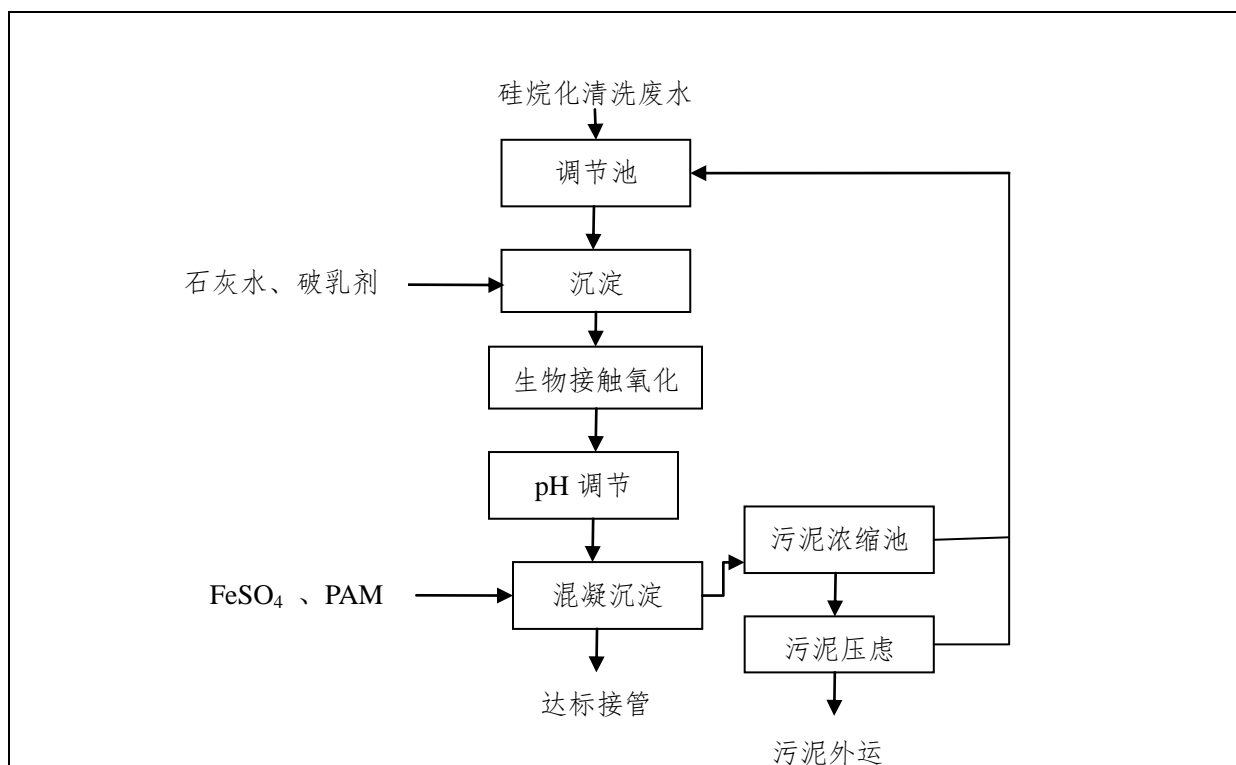 硅烷化清洗废水
调节池
石灰水、破乳剂
沉淀
生物接触氧化
pH 调节
污泥浓缩池
FeSO₄ 、PAM
混凝沉淀
污泥压虑
达标接管
污泥外运